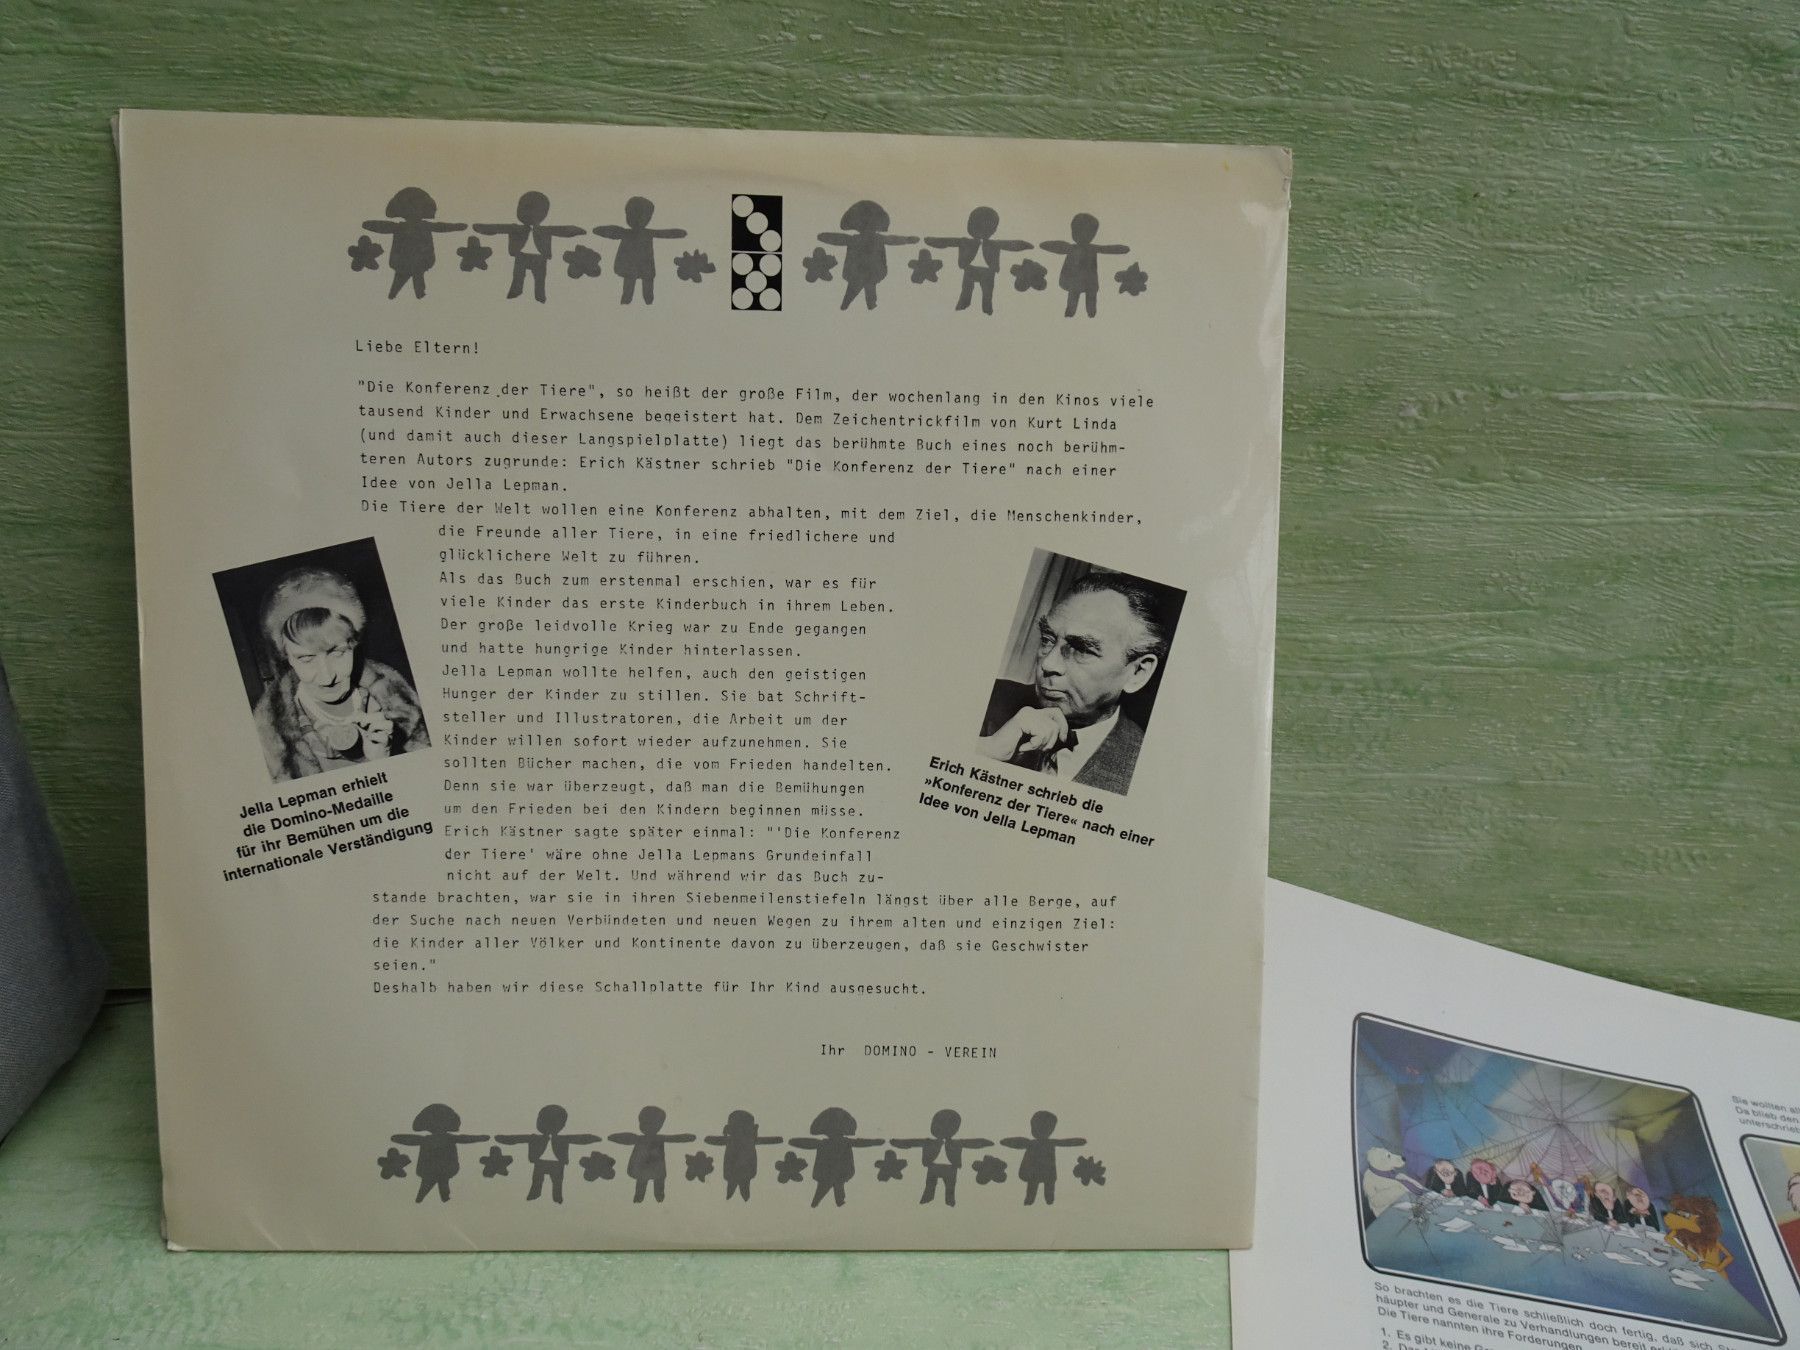 Liebe Eltern!
"Die Konferenz der Tiere", so heißt der große Film, der wochenlang in den Kinos viele
tausend Kinder und Erwachsene begeistert hat. Dem Zeichentrickfilm von Kurt Linda
(und damit auch dieser Langspielplatte) liegt das berühmte Buch eines noch berühm-
teren Autors zugrunde: Erich Kästner schrieb "Die Konferenz der Tiere" nach einer
Idee von Jella Lepman.
Die Tiere der Welt wollen eine Konferenz abhalten, mit dem Ziel, die Menschenkinder,
die Freunde aller Tiere, in eine friedlichere und
glücklichere Welt zu führen.
Als das Buch zum erstenmal erschien, war es für
viele Kinder das erste Kinderbuch in ihrem Leben.
Der große leidvolle Krieg war zu Ende gegangen
und hatte hungrige Kinder hinterlassen.
Jella Lepman wollte helfen, auch den geistigen
Hunger der Kinder zu stillen. Sie bat Schrift-
steller und Illustratoren, die Arbeit um der
Kinder willen sofort wieder aufzunehmen. Sie
sollten Bücher machen, die vom Frieden handelten.
Denn sie war überzeugt, daß man die Bemühungen
um den Frieden bei den Kindern beginnen müsse.
Erich Kästner sagte später einmal: "'Die Konferenz
der Tiere' wäre ohne Jella Lepmans Grundeinfall
nicht auf der Welt. Und während wir das Buch zu-
stande brachten, war sie in ihren Siebenmeilenstiefeln längst über alle Berge, auf
der Suche nach neuen Verbündeten und neuen Wegen zu ihrem alten und einzigen Ziel:
die Kinder aller Völker und Kontinente davon zu überzeugen, daß sie Geschwister
seien."
Deshalb haben wir diese Schallplatte für Ihr Kind ausgesucht.
Ihr DOMINO - VEREIN
Jella Lepman erhielt
die Domino-Medaille
für ihr Bemühen um die
internationale Verständigung
Erich Kästner schrieb die
»Konferenz der Tiere« nach einer
Idee von Jella Lepman
Sie wollten
Da blieb den
unterschrieb
So brachten es die Tiere schließlich doch fertig, daß sich
häupter und Generale zu Verhandlungen bereit
Die Tiere nannten ihre Forderungen
1. Es gibt keine
2.